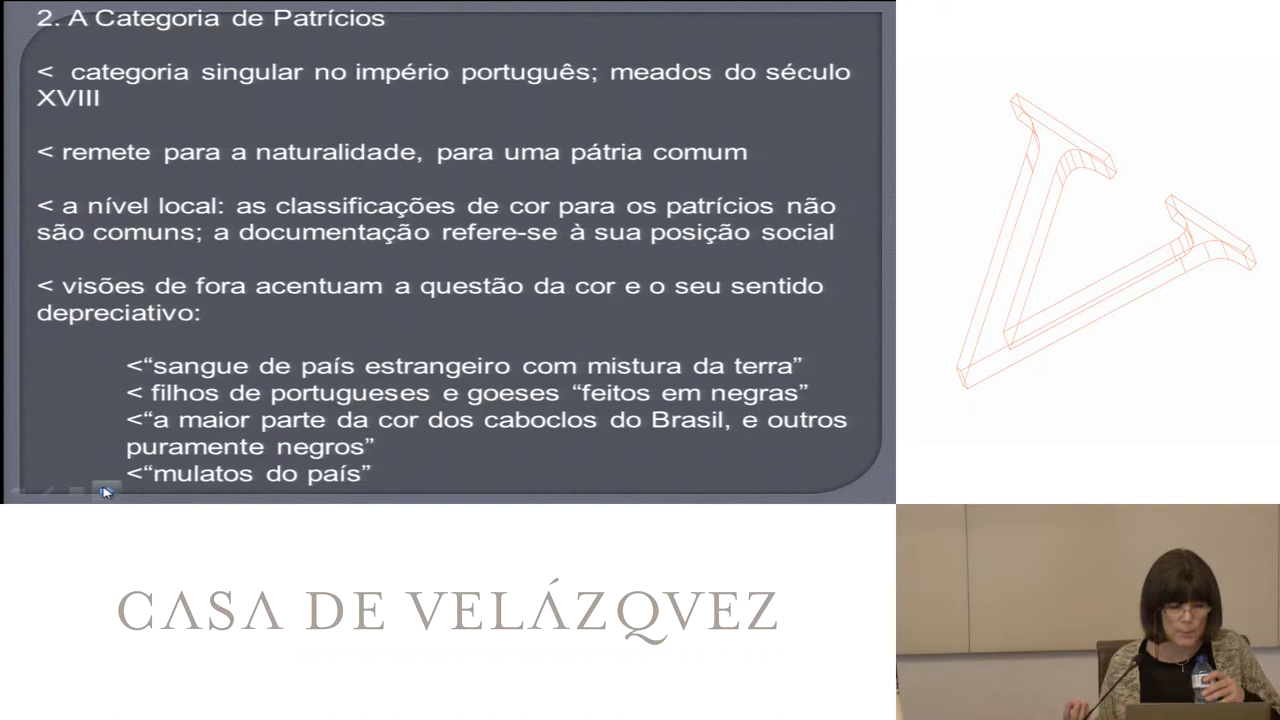 2. A Categoria de Patrícios
< categoria singular no império português; meados do século
XVIII
< remete para a naturalidade, para uma pátria comum
< a nível local: as classificações de cor para os patrícios não
são comuns; a documentação refere-se à sua posição social
< visões de fora acentuam a questão da cor e o seu sentido
depreciativo:
<“sangue de país estrangeiro com mistura da terra”
< filhos de portugueses e goeses “feitos em negras”
<“a maior parte da cor dos caboclos do Brasil, e outros
puramente negros”
<“mulatos do país”
CASA DE VELÁZQVEZ